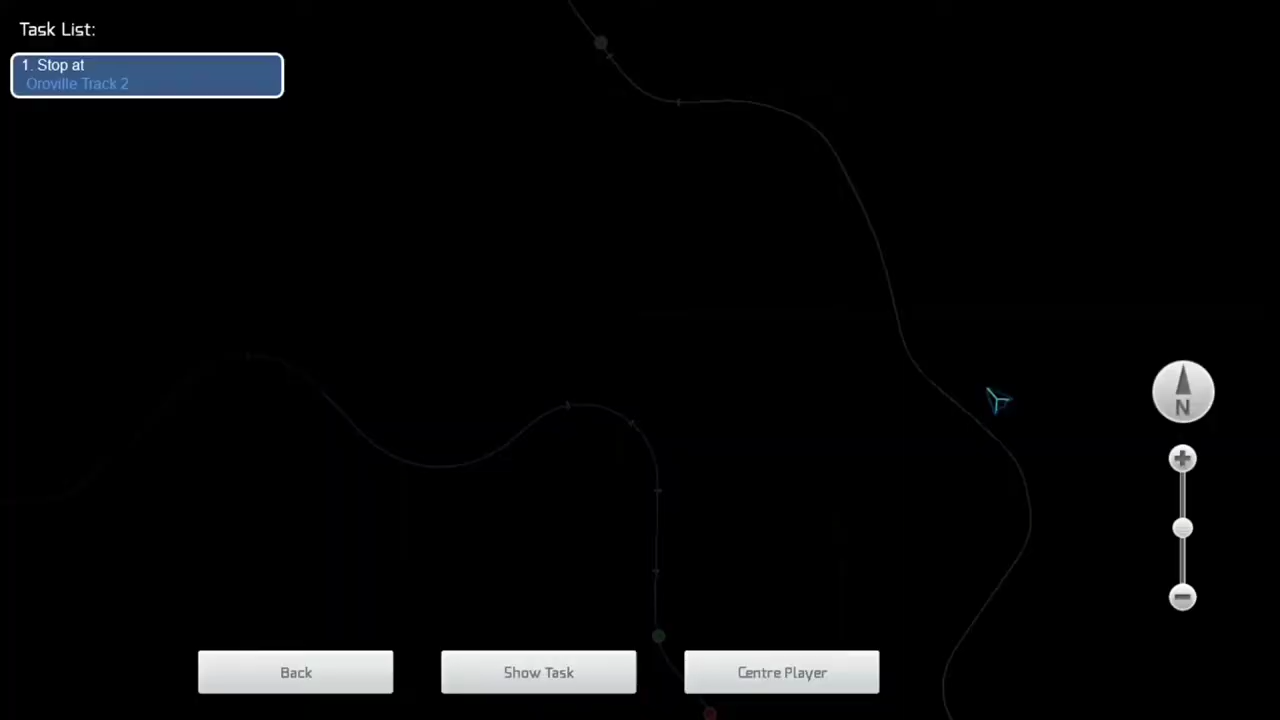 Task List:
1. Stop at
Oroville Track 2
N
Back
Show Task
Centre Player